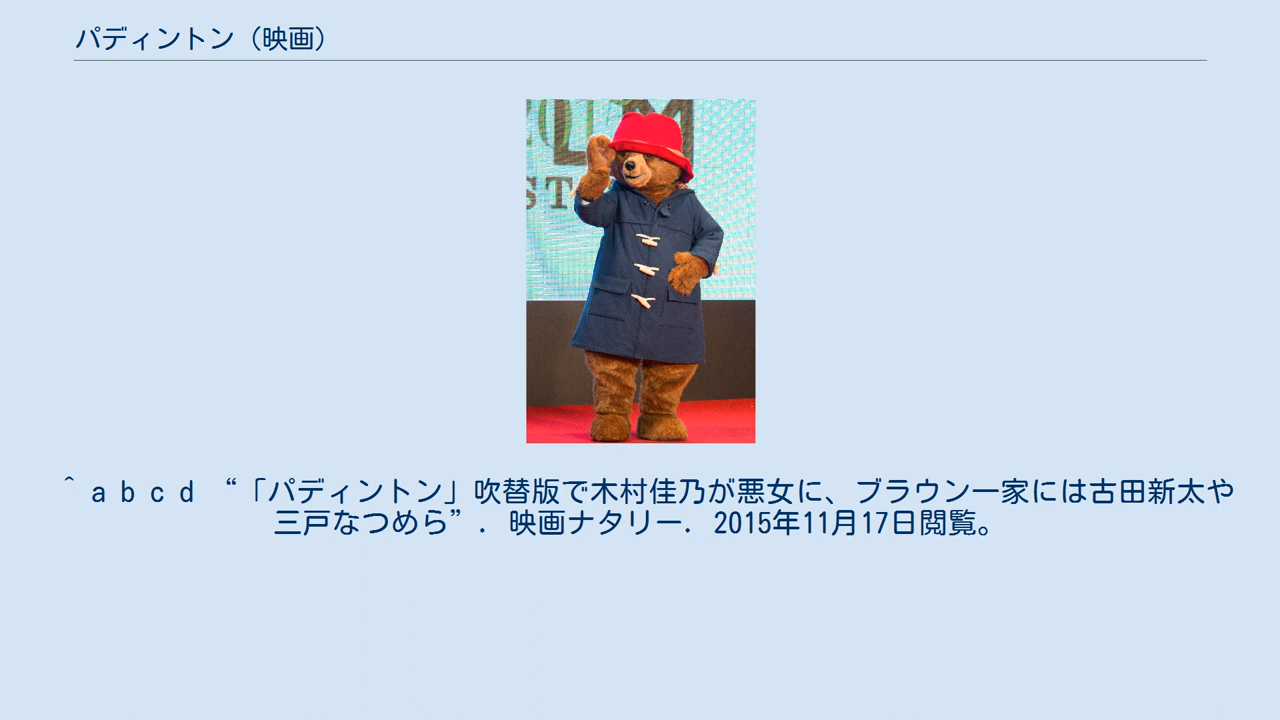 パディントン（映画）
ST
^ a b c d “「パディントン」吹替版で木村佳乃が悪女に、ブラウン一家には古田新太や
三戸なつめら”. 映画ナタリー. 2015年11月17日閲覧。